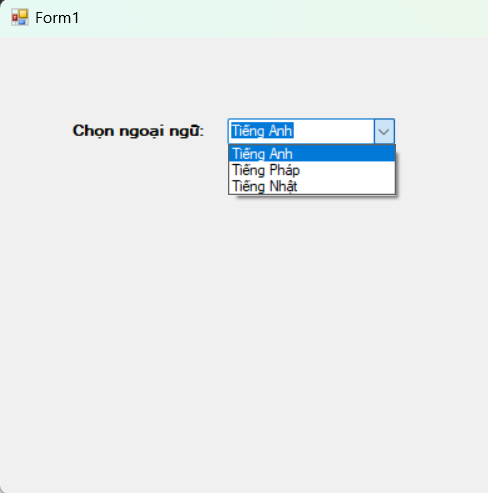 Form1
Chọn ngoại ngữ: Tiếng Anh
Tiếng Anh
Tiếng Pháp
Tiếng Nhật